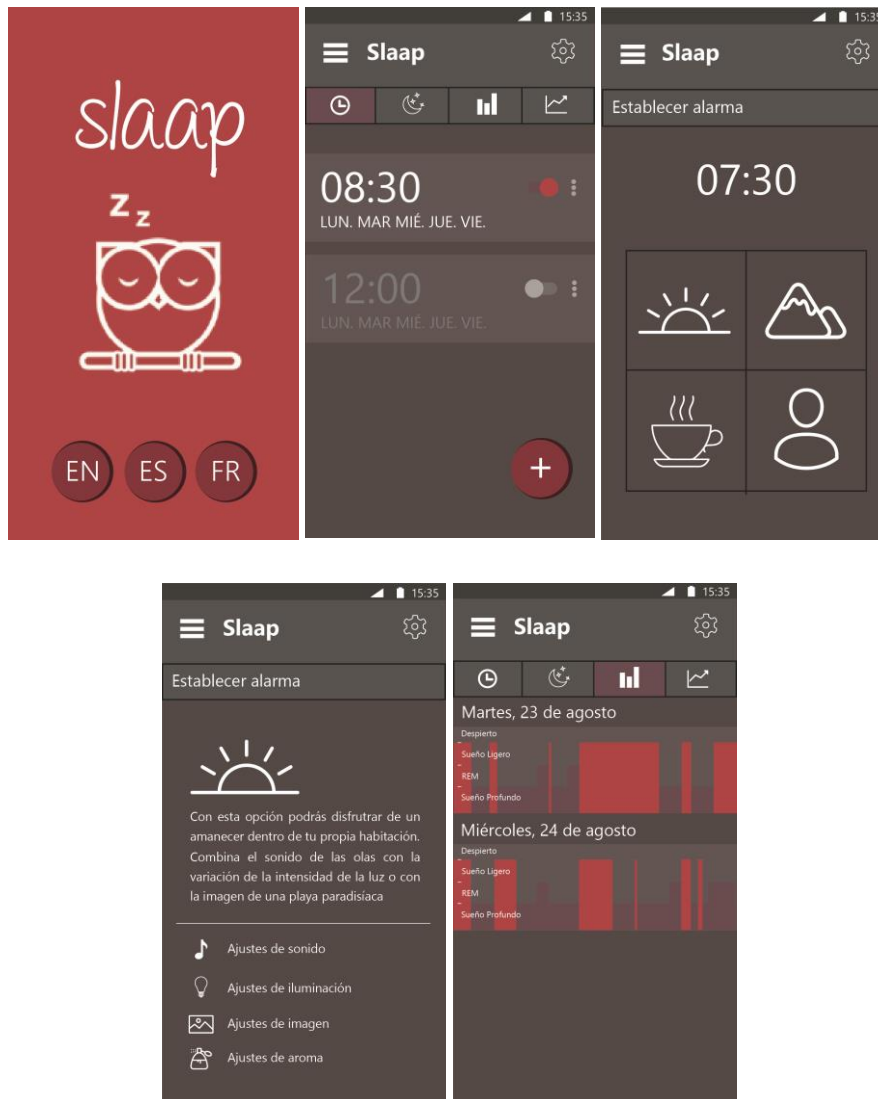 slaap
Z z
EN ES FR
15:35
Slaap
08:30
LUN. MAR MIÉ. JUE. VIE.
12:00
LUN. MAR MIÉ. JUE. VIE.
+
15:35
Slaap
Establecer alarma
07:30
15:35
Slaap
Establecer alarma
Con esta opción podrás disfrutar de un
amanecer dentro de tu propia habitación.
Combina el sonido de las olas con la
variación de la intensidad de la luz o con
la imagen de una playa paradisíaca
Ajustes de sonido
Ajustes de iluminación
Ajustes de imagen
Ajustes de aroma
15:35
Slaap
Martes, 23 de agosto
Despierto
Sueño Ligero
REM
Sueño Profundo
Miércoles, 24 de agosto
Despierto
Sueño Ligero
REM
Sueño Profundo